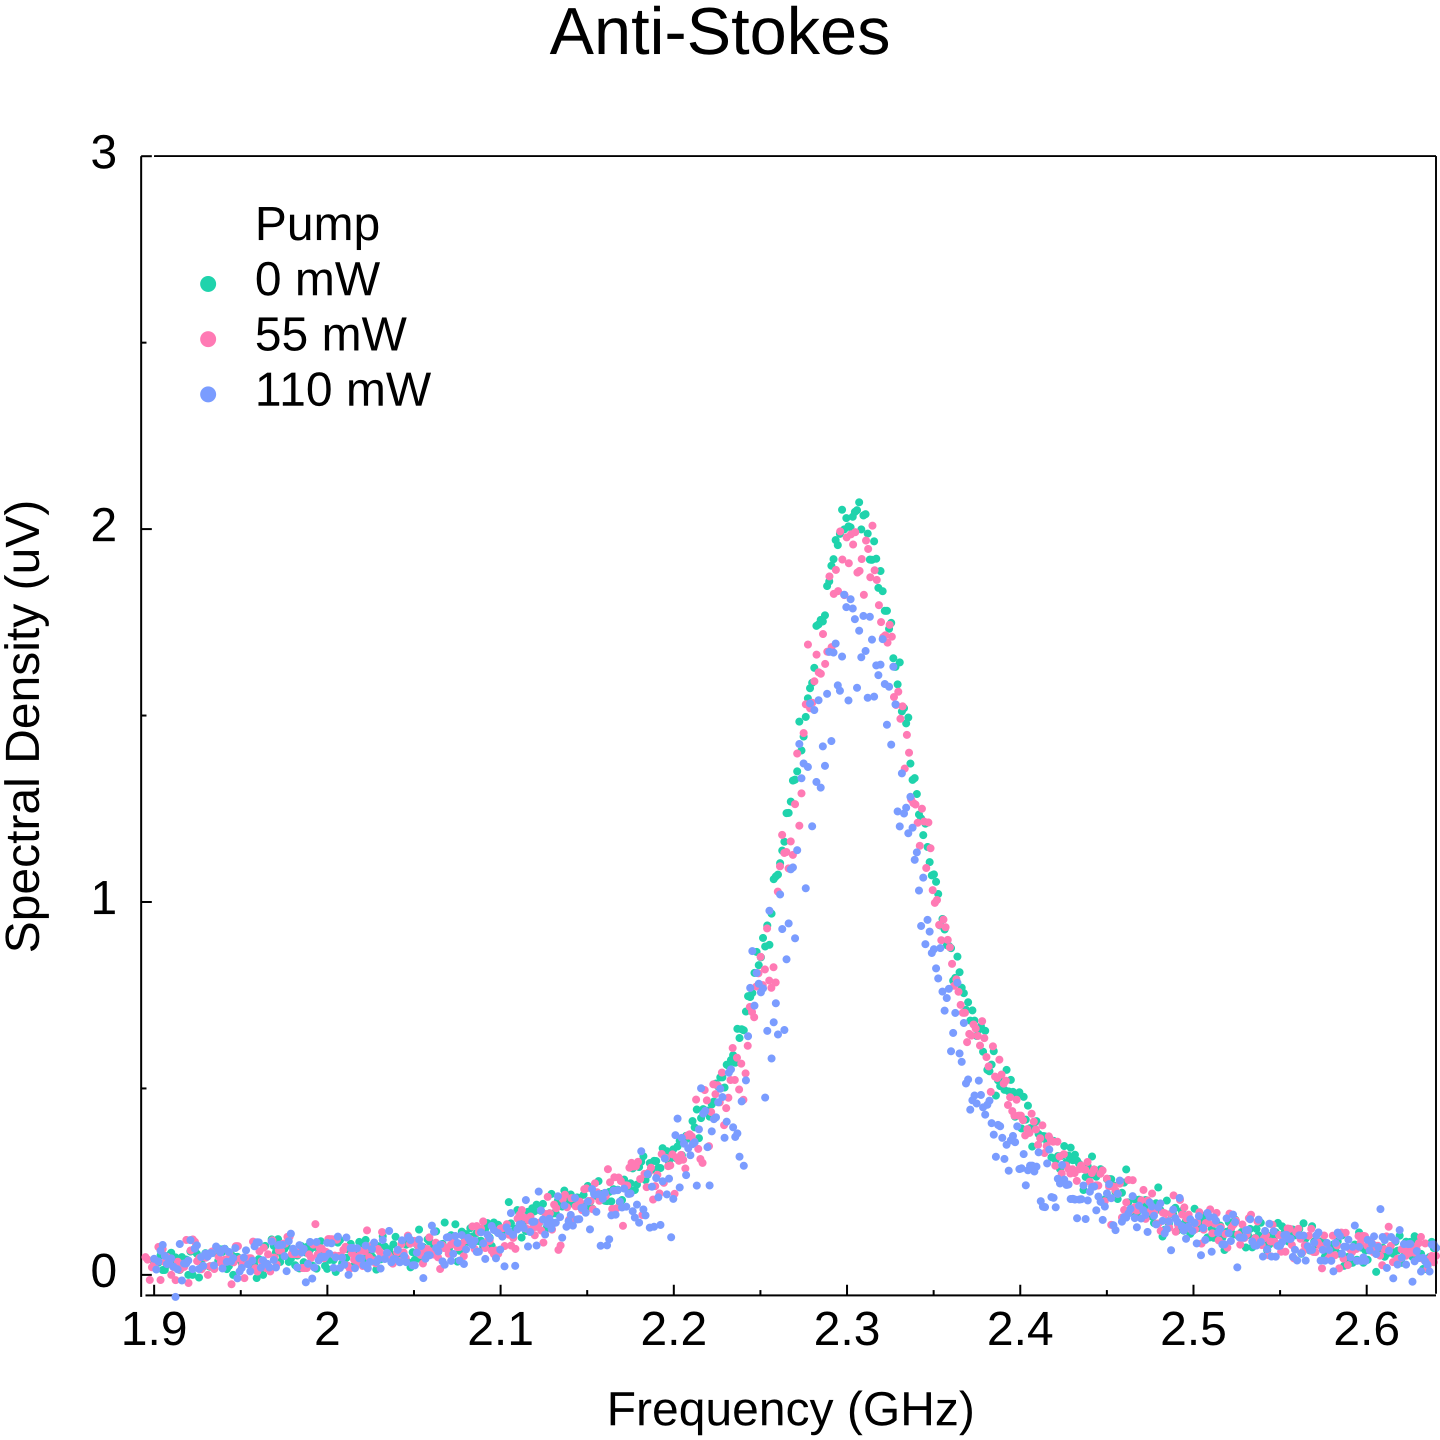 Anti-Stokes
3
2
1
0
Spectral Density (uV)
Pump
0 mW
55 mW
110 mW
1.9 2 2.1 2.2 2.3 2.4 2.5 2.6
Frequency (GHz)